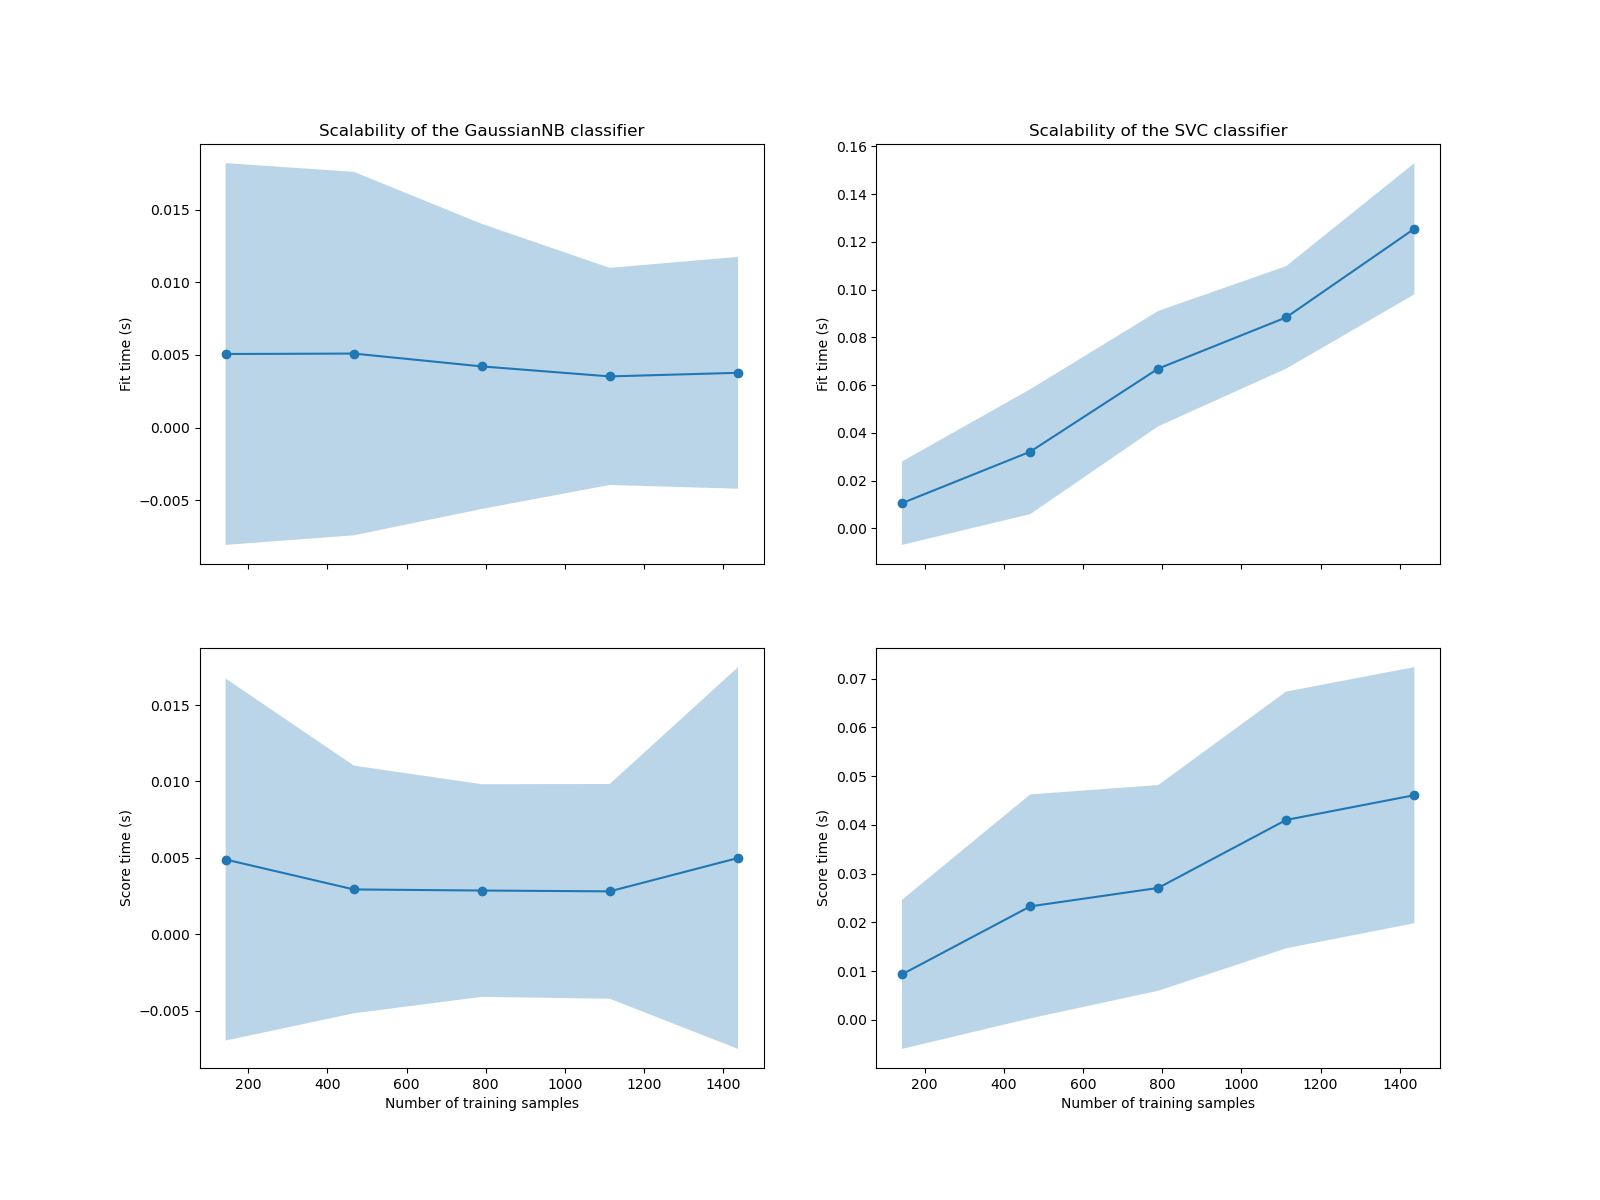 Scalability of the GaussianNB classifier
Fit time (s)
0.015
0.010
0.005
0.000
−0.005
Scalability of the SVC classifier
Fit time (s)
0.16
0.14
0.12
0.10
0.08
0.06
0.04
0.02
0.00
Score time (s)
0.015
0.010
0.005
0.000
−0.005
200 400 600 800 1000 1200 1400
Number of training samples
Score time (s)
0.07
0.06
0.05
0.04
0.03
0.02
0.01
0.00
200 400 600 800 1000 1200 1400
Number of training samples